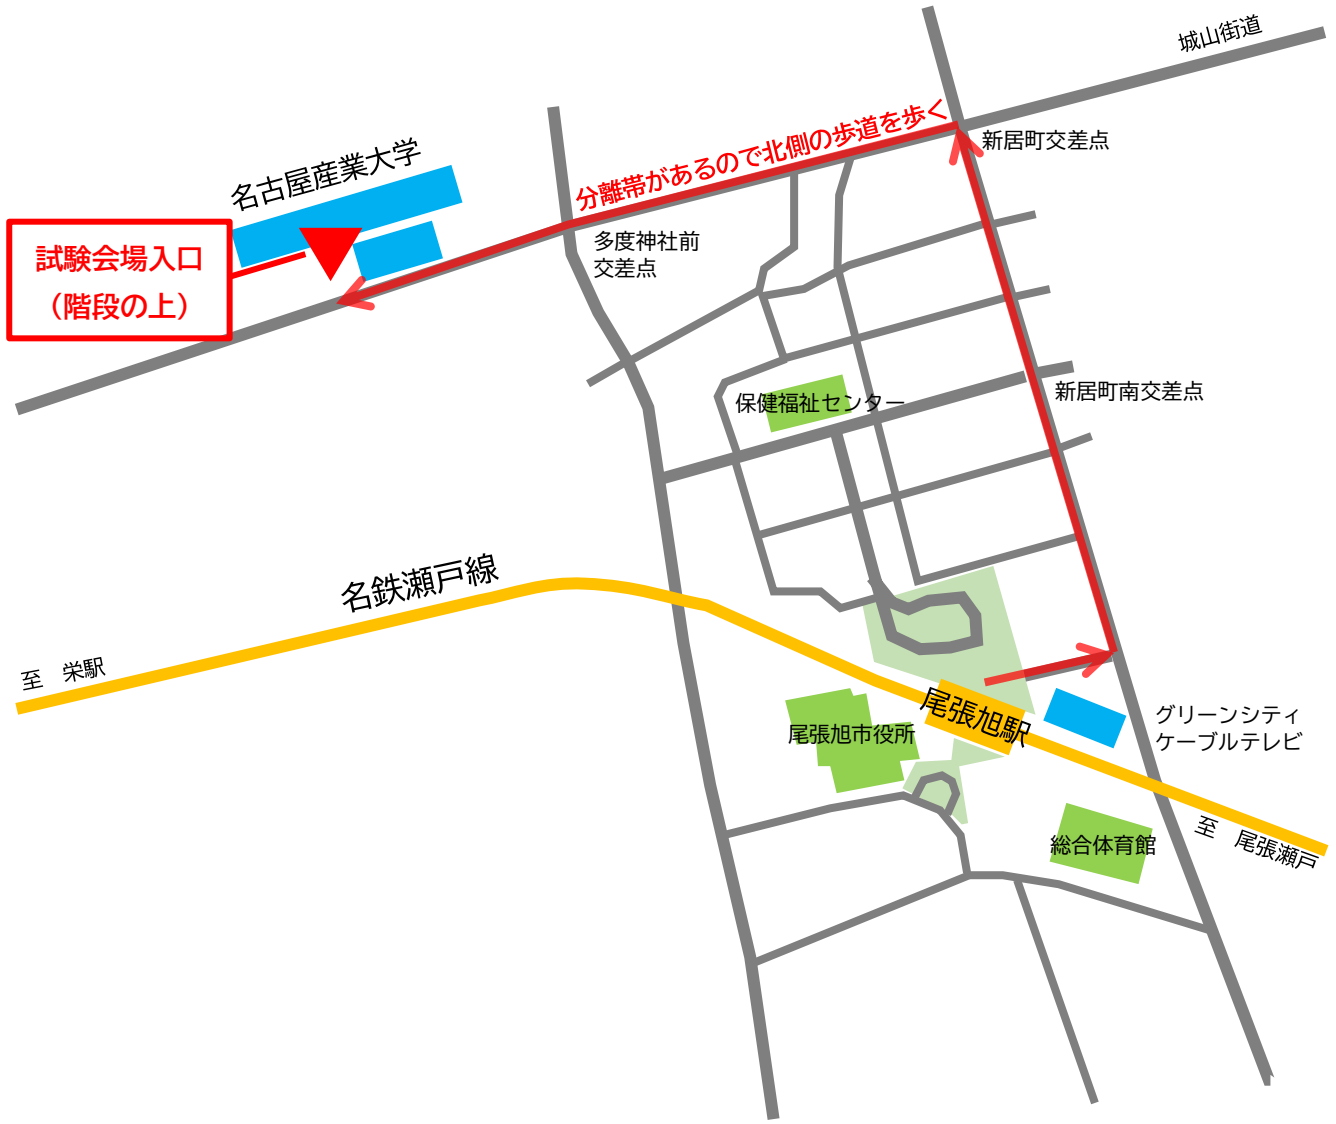 城山街道
分離帯があるので北側の歩道を歩く
新居町交差点
名古屋産業大学
試験会場入口
（階段の上）
多度神社前
交差点
新居町南交差点
保健福祉センター
名鉄瀬戸線
至　栄駅
尾張旭駅
尾張旭市役所
グリーンシティ
ケーブルテレビ
至　尾張瀬戸
総合体育館